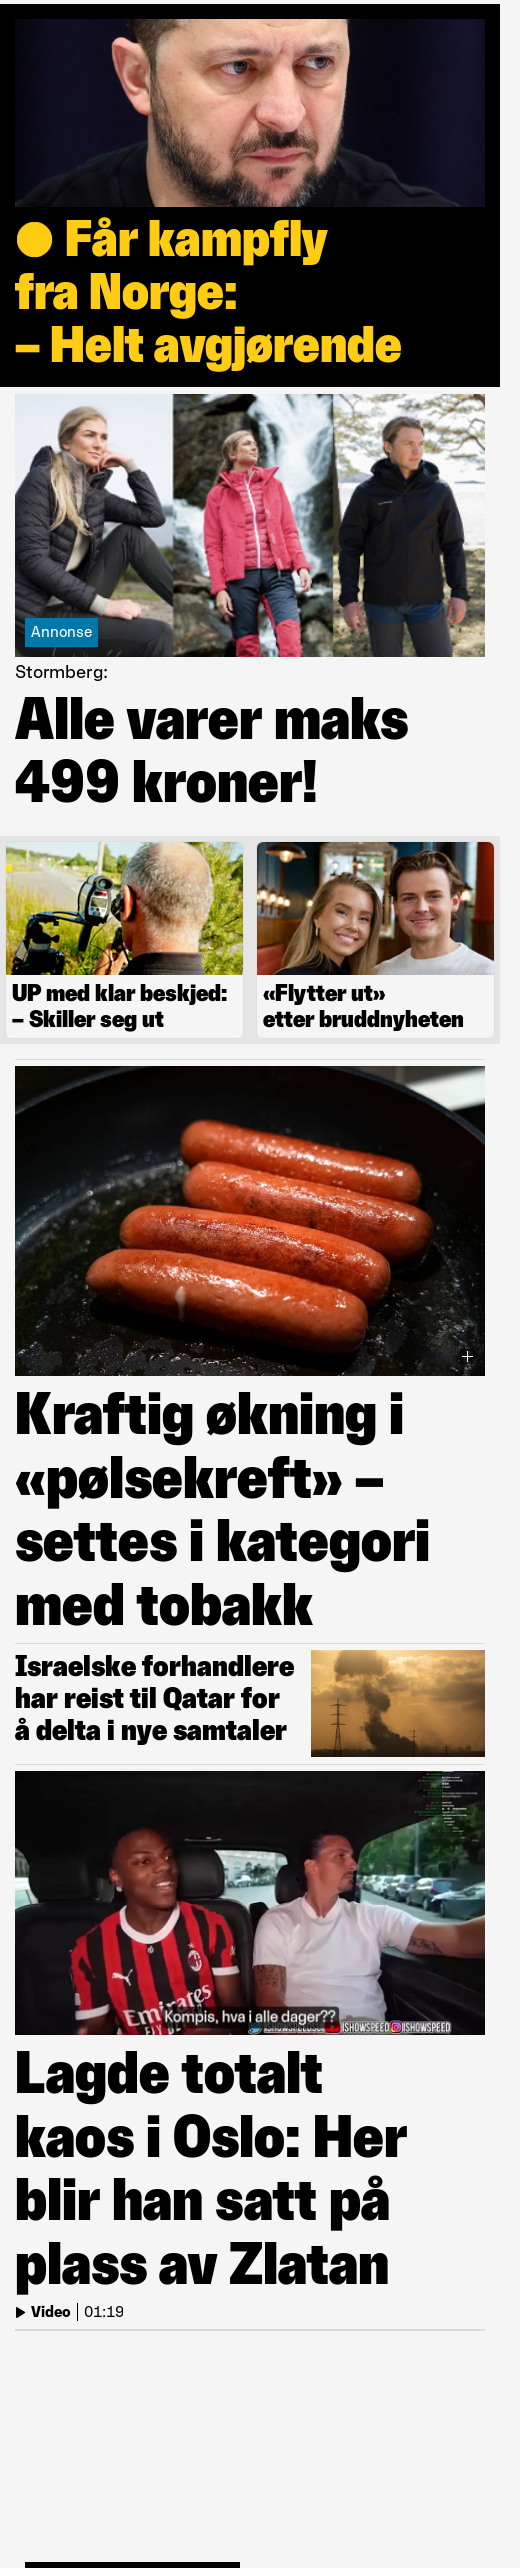 Får kampfly
fra Norge:
– Helt avgjørende
Annonse
Stormberg:
Alle varer maks
499 kroner!
UP med klar beskjed:
– Skiller seg ut
«Flytter ut»
etter bruddnyheten
Kraftig økning i
«pølsekreft» –
settes i kategori
med tobakk
Israelske forhandlere
har reist til Qatar for
å delta i nye samtaler
Emirates
Kompis, hva i alle dager??
ISHOWSPEED
ISHOWSPEED
Lagde totalt
kaos i Oslo: Her
blir han satt på
plass av Zlatan
Video | 01:19